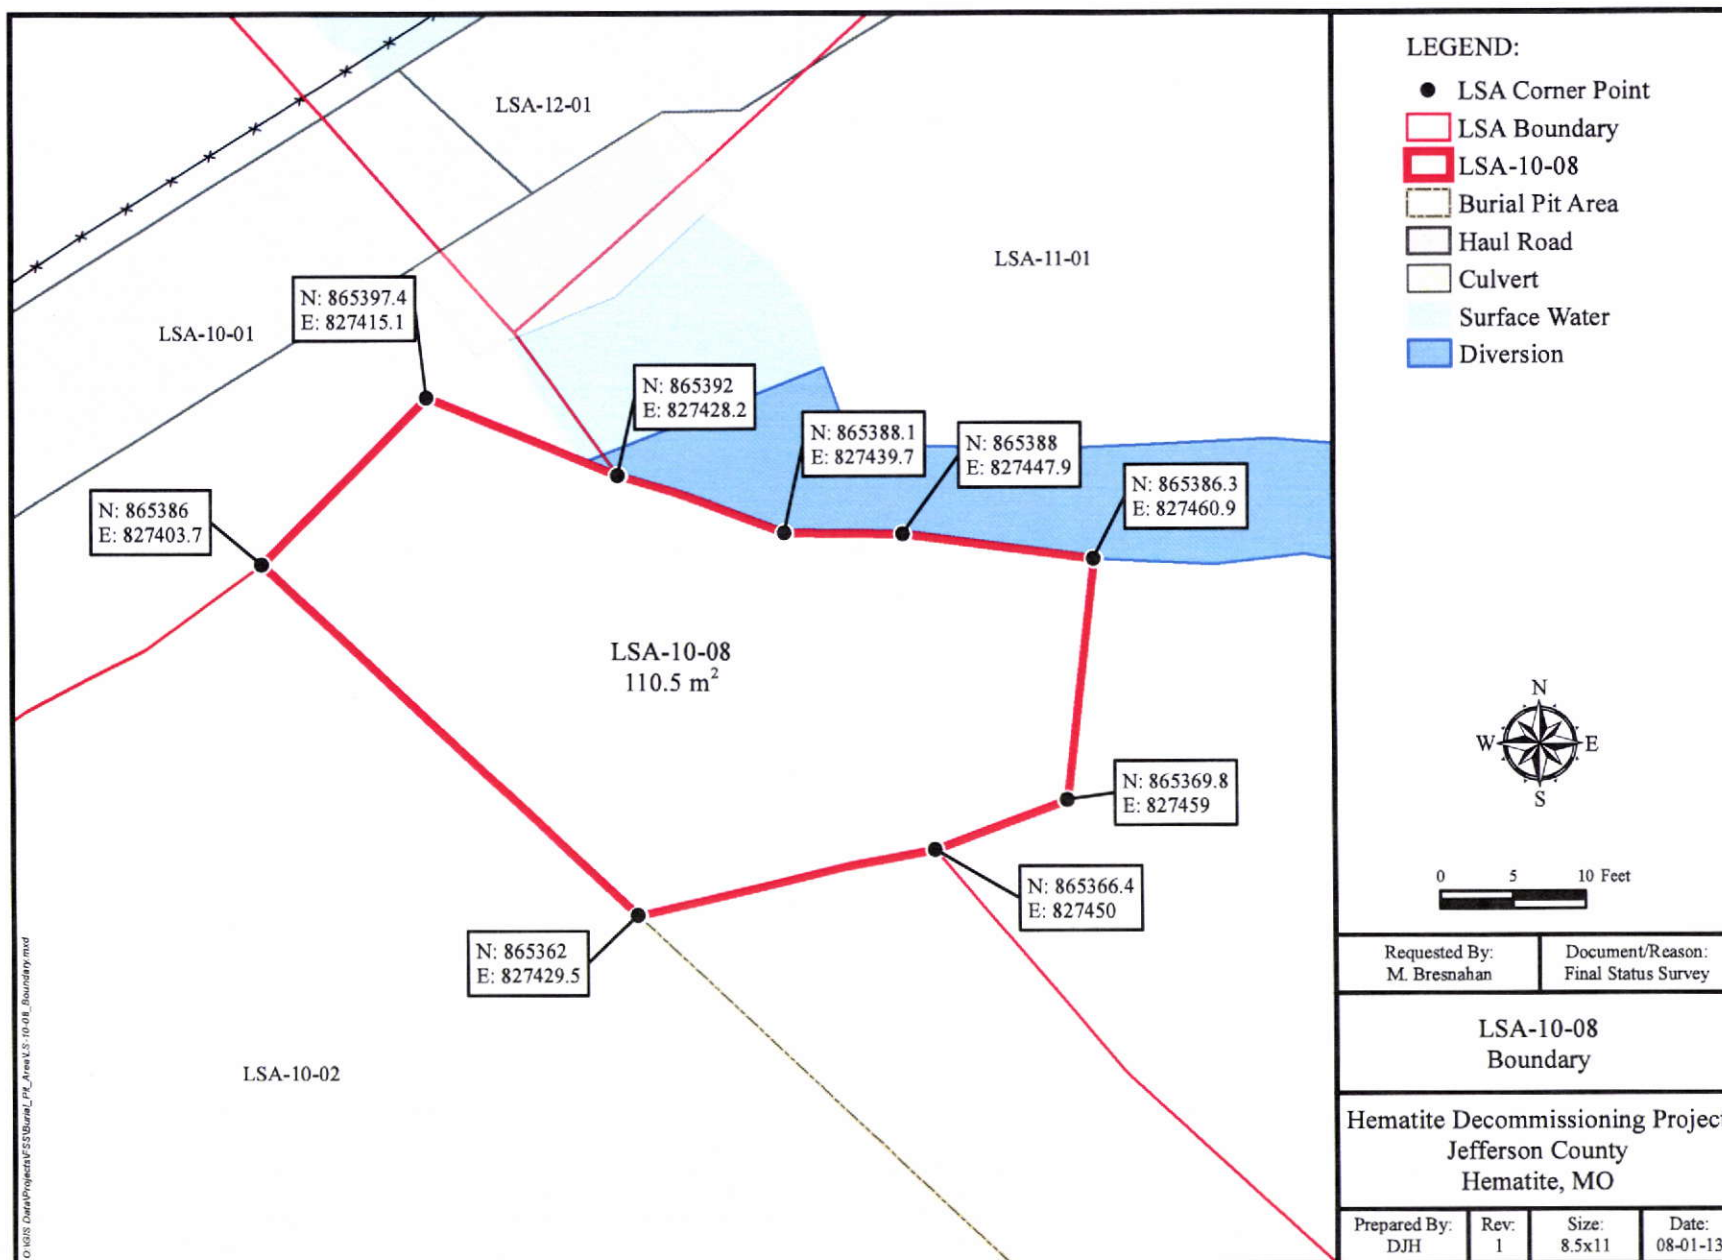 LSA-12-01
LSA-11-01
N: 865397.4
E: 827415.1
LSA-10-01
N: 865392
E: 827428.2
N: 865388.1
E: 827439.7
N: 865388
E: 827447.9
N: 865386.3
E: 827460.9
N: 865386
E: 827403.7
LSA-10-08
110.5 m²
N: 865369.8
E: 827459
N: 865366.4
E: 827450
N: 865362
E: 827429.5
LSA-10-02
LEGEND:
LSA Corner Point
LSA Boundary
LSA-10-08
Burial Pit Area
Haul Road
Culvert
Surface Water
Diversion
N
W E
S
0 5 10 Feet
Requested By:
M. Bresnahan
Document/Reason:
Final Status Survey
LSA-10-08
Boundary
Hematite Decommissioning Project
Jefferson County
Hematite, MO
Prepared By:
DJH
Rev:
1
Size:
8.5x11
Date:
08-01-13